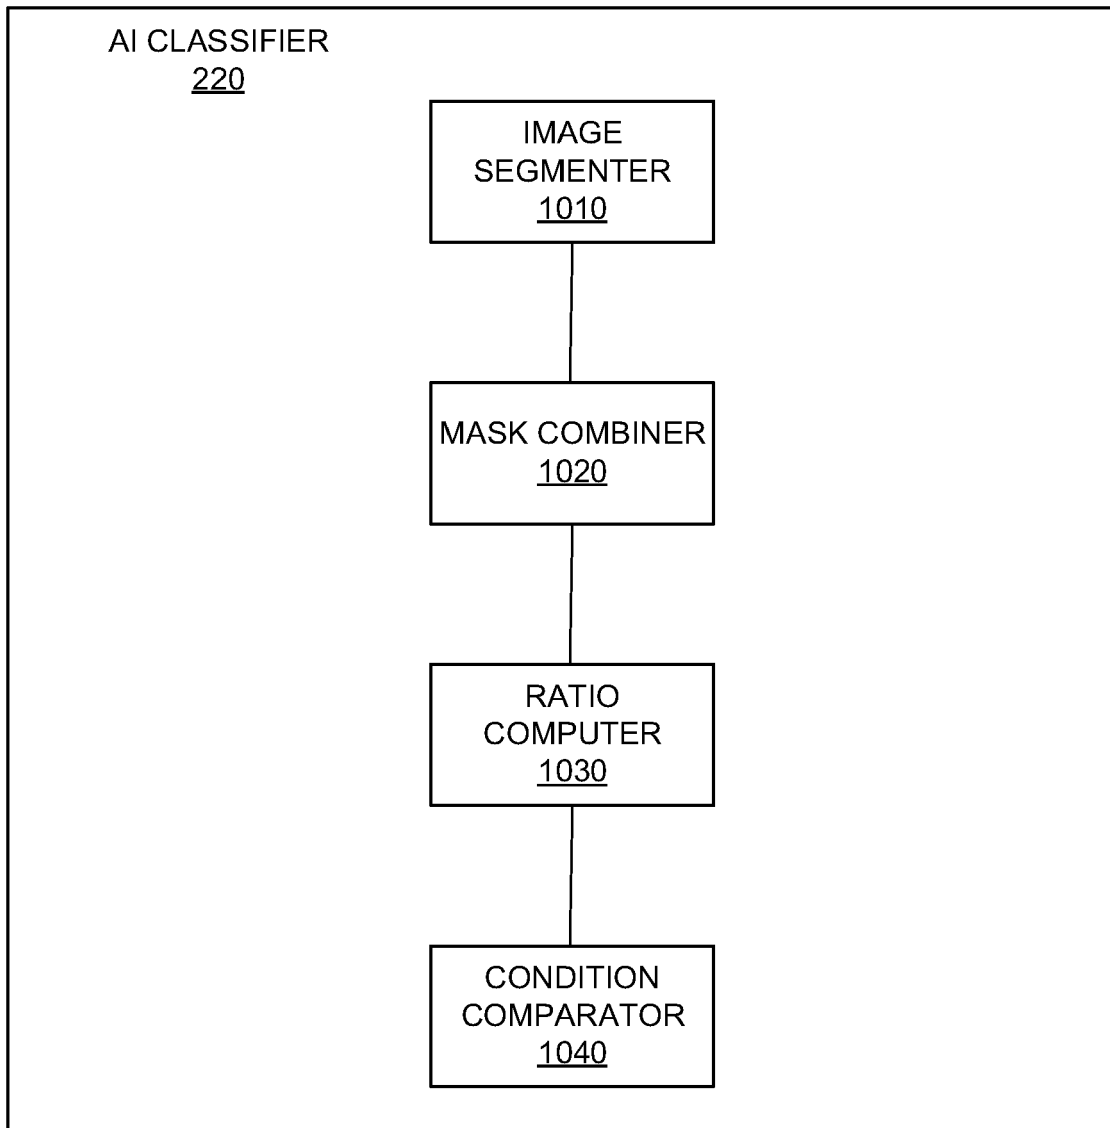 AI CLASSIFIER
220
IMAGE
SEGMENTER
1010
MASK COMBINER
1020
RATIO
COMPUTER
1030
CONDITION
COMPARATOR
1040